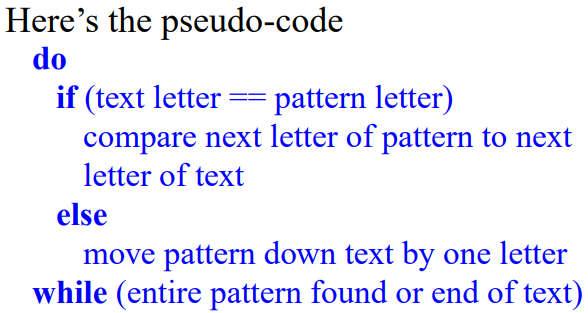 Here’s the pseudo-code
do
if (text letter == pattern letter)
compare next letter of pattern to next
letter of text
else
move pattern down text by one letter
while (entire pattern found or end of text)